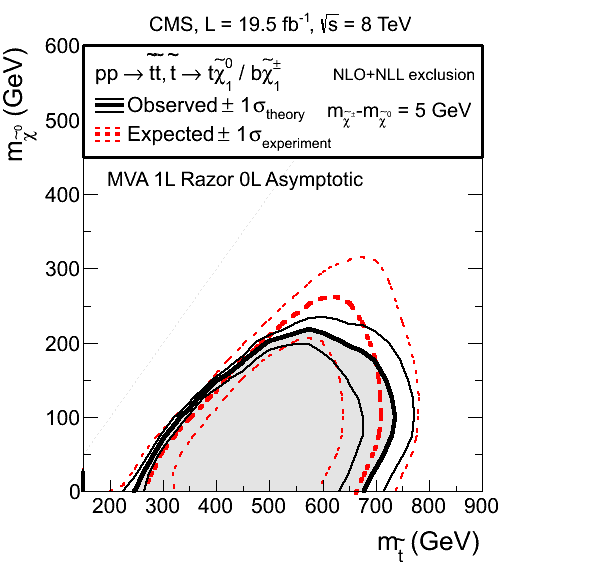 CMS, L = 19.5 fb⁻¹, √s = 8 TeV
pp → t̃t̃, t̃ → tχ̃⁰₁ / bχ̃±₁
NLO+NLL exclusion
Observed ± 1σtheory
mχ̃±-mχ̃⁰ = 5 GeV
Expected ± 1σexperiment
MVA 1L Razor 0L Asymptotic
mχ̃⁰ (GeV)
600
500
400
300
200
100
0
200 300 400 500 600 700 800 900
mt̃ (GeV)